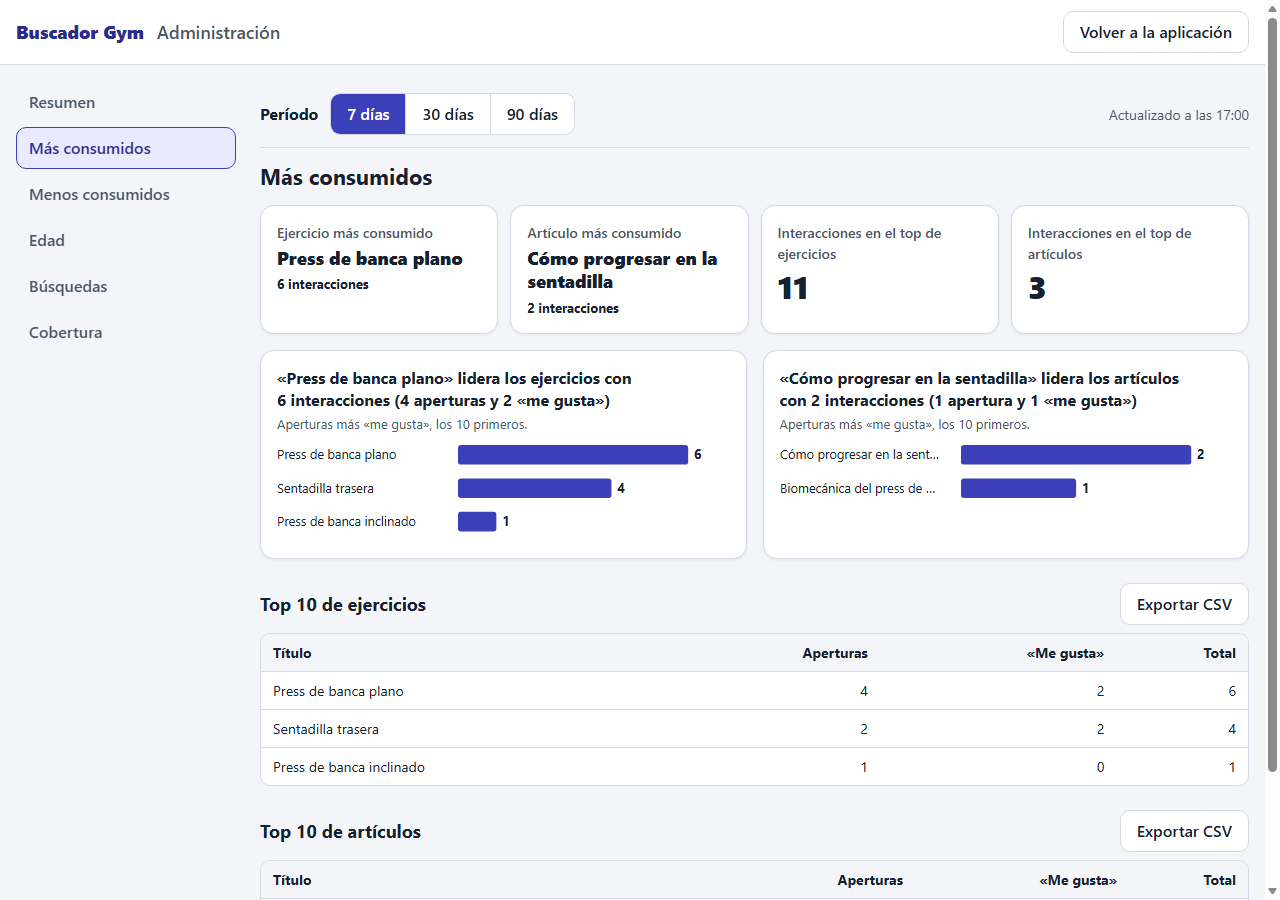 Buscador Gym Administración
Volver a la aplicación
Resumen
Más consumidos
Menos consumidos
Edad
Búsquedas
Cobertura
Período 7 días 30 días 90 días
Actualizado a las 17:00
Más consumidos
Ejercicio más consumido
Press de banca plano
6 interacciones
Artículo más consumido
Cómo progresar en la
sentadilla
2 interacciones
Interacciones en el top de
ejercicios
11
Interacciones en el top de
artículos
3
«Press de banca plano» lidera los ejercicios con
6 interacciones (4 aperturas y 2 «me gusta»)
Aperturas más «me gusta», los 10 primeros.
Press de banca plano 6
Sentadilla trasera 4
Press de banca inclinado 1
«Cómo progresar en la sentadilla» lidera los artículos
con 2 interacciones (1 apertura y 1 «me gusta»)
Aperturas más «me gusta», los 10 primeros.
Cómo progresar en la sent... 2
Biomecánica del press de ... 1
Top 10 de ejercicios
Exportar CSV
Título Aperturas «Me gusta» Total
Press de banca plano 4 2 6
Sentadilla trasera 2 2 4
Press de banca inclinado 1 0 1
Top 10 de artículos
Exportar CSV
Título Aperturas «Me gusta» Total